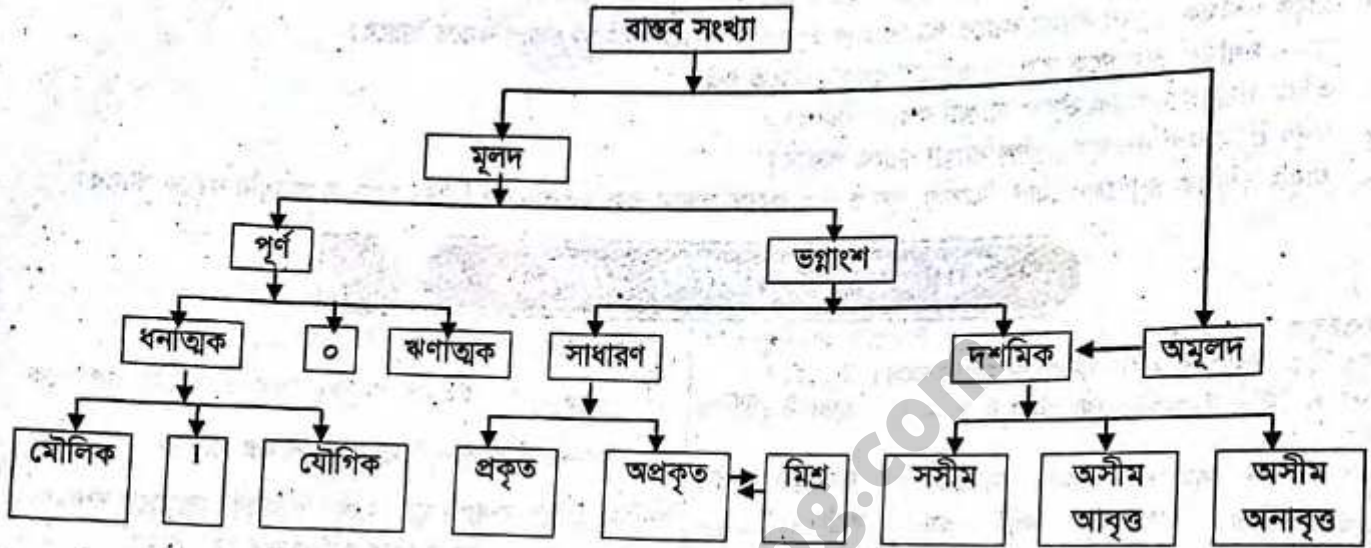 বাস্তব সংখ্যা
মূলদ
পূর্ণ
ভগ্নাংশ
ধনাত্মক
০
ঋণাত্মক
সাধারণ
দশমিক
অমূলদ
মৌলিক
1
যৌগিক
প্রকৃত
অপ্রকৃত
মিশ্র
সসীম
অসীম
আবৃত্ত
অসীম
অনাবৃত্ত